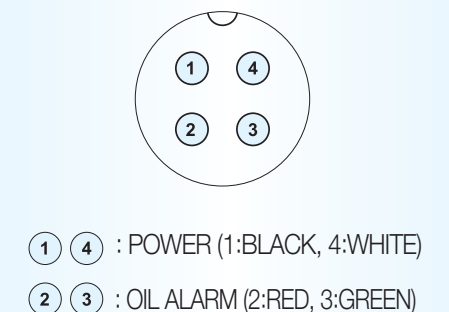 1 4
2 3
1 4 : POWER (1:BLACK, 4:WHITE)
2 3 : OIL ALARM (2:RED, 3:GREEN)